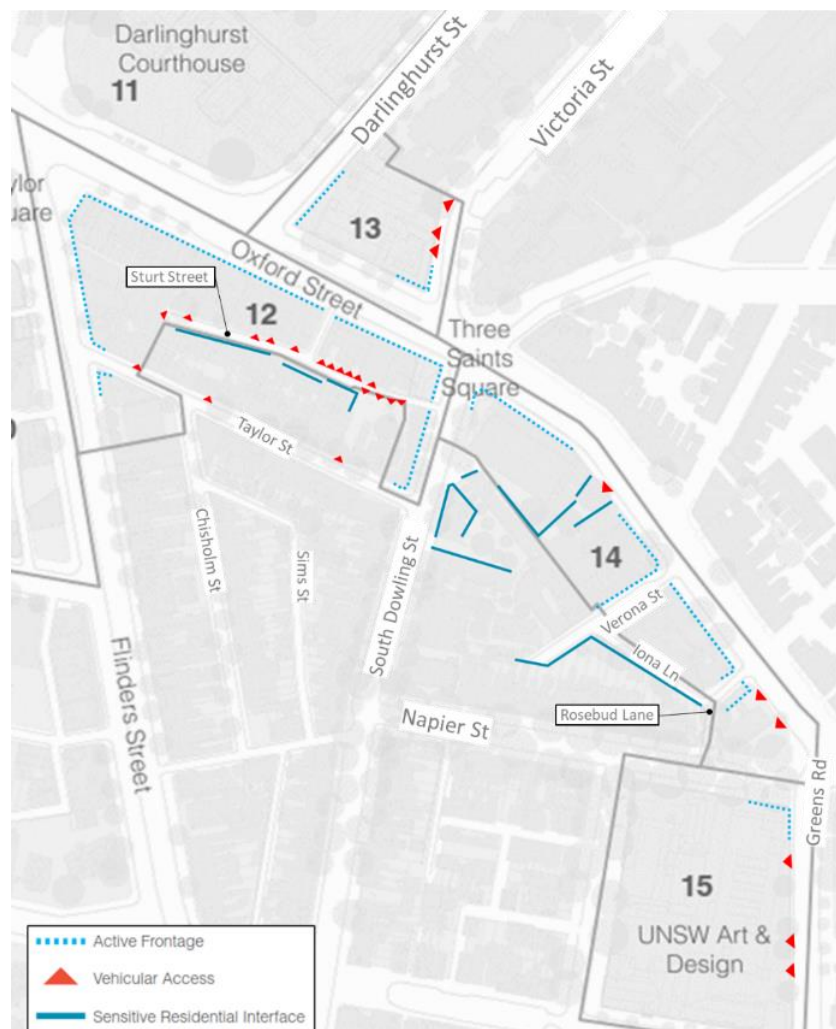 Darlinghurst
Courthouse
11
Darlinghurst St
Victoria St
13
Oxford Street
Sturt Street
12
Three
Saints
Square
Taylor St
Chisholm St
Sims St
South Dowling St
14
Verona St
Iona Ln
Rosebud Lane
Flinders Street
Napier St
Greens Rd
15
UNSW Art &
Design
Active Frontage
Vehicular Access
Sensitive Residential Interface